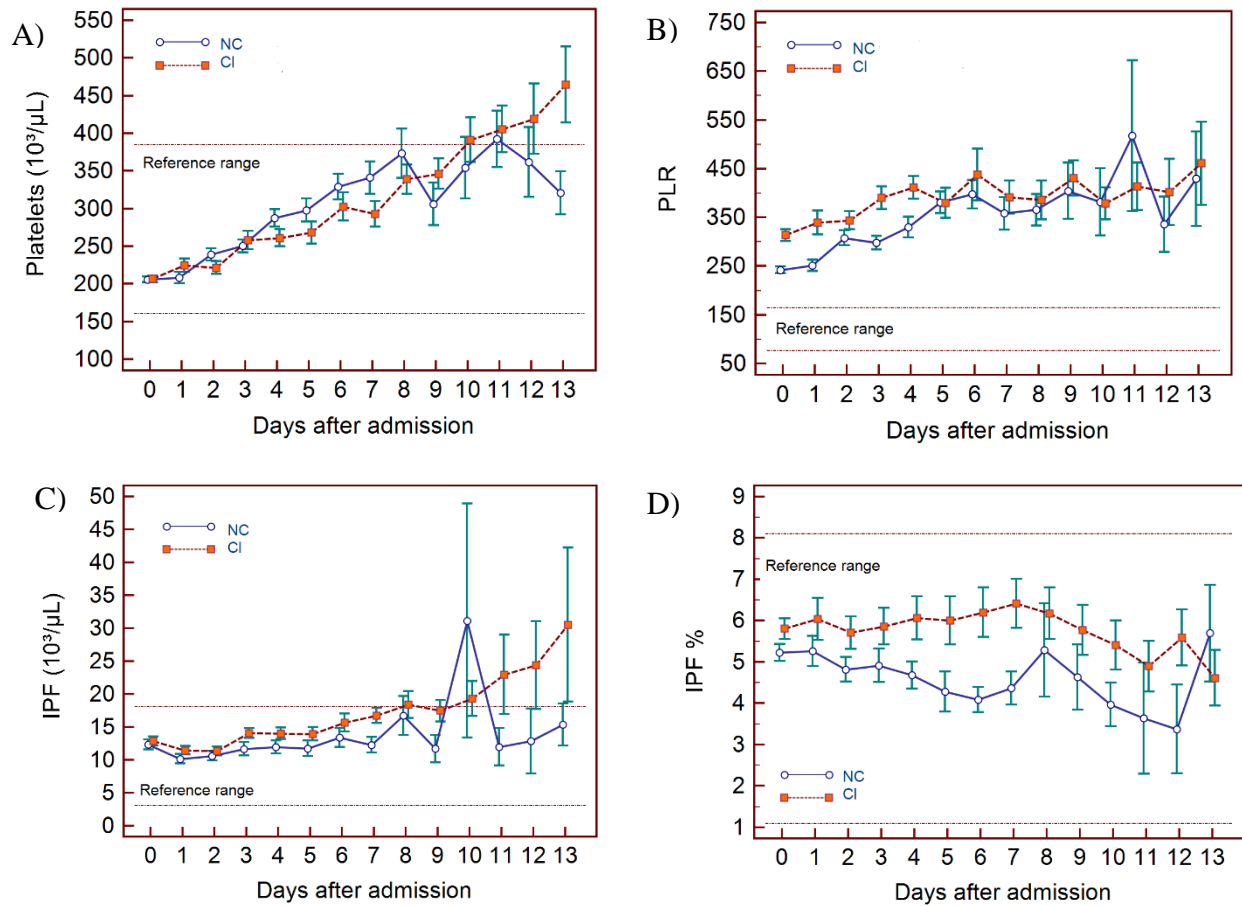 A)
Platelets (10³/µL)
550
500
450
400
350
300
250
200
150
100
NC
CI
Reference range
0 1 2 3 4 5 6 7 8 9 10 11 12 13
Days after admission
B)
PLR
750
650
550
450
350
250
150
50
NC
CI
Reference range
0 1 2 3 4 5 6 7 8 9 10 11 12 13
Days after admission
C)
IPF (10³/µL)
50
45
40
35
30
25
20
15
10
5
0
NC
CI
Reference range
0 1 2 3 4 5 6 7 8 9 10 11 12 13
Days after admission
D)
IPF %
9
8
7
6
5
4
3
2
1
Reference range
NC
CI
0 1 2 3 4 5 6 7 8 9 10 11 12 13
Days after admission